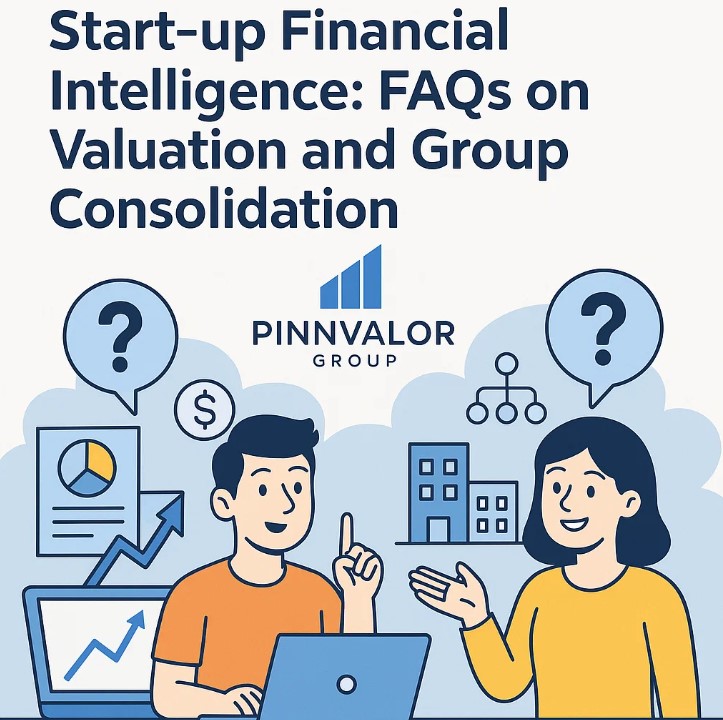 Start-up Financial
Intelligence: FAQs on
Valuation and Group
Consolidation
PINNVALOR
GROUP
?
?
$